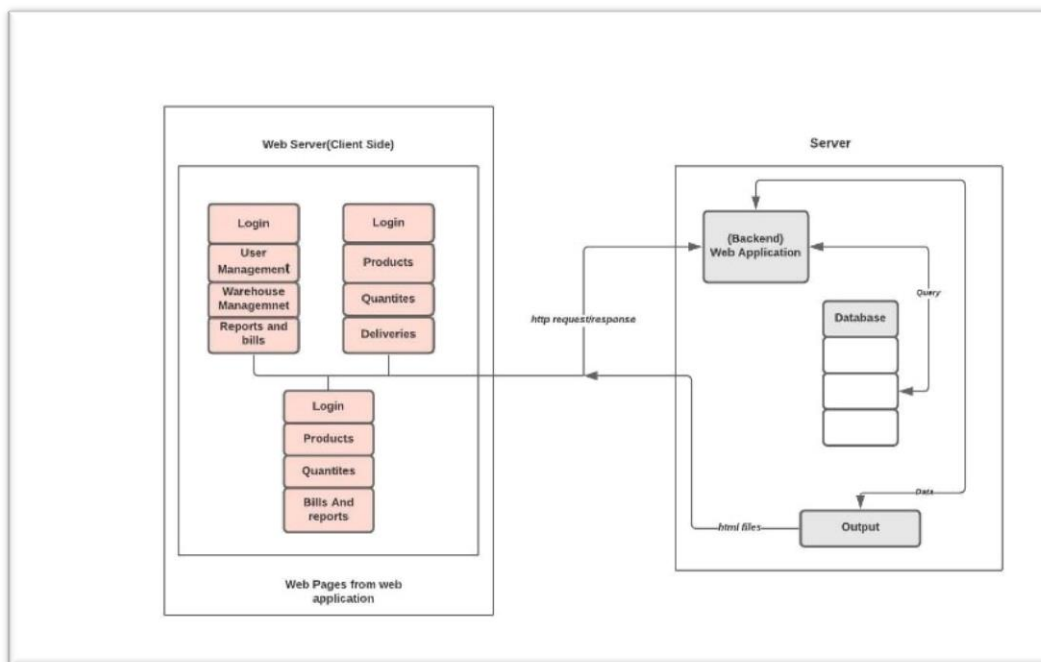 Web Server(Client Side)
Login
User
Management
Warehouse
Managemnet
Reports and
bills
Login
Products
Quantites
Deliveries
Login
Products
Quantites
Bills And
reports
Web Pages from web
application
http request/response
Server
(Backend)
Web Application
Query
Database
Data
Output
html files